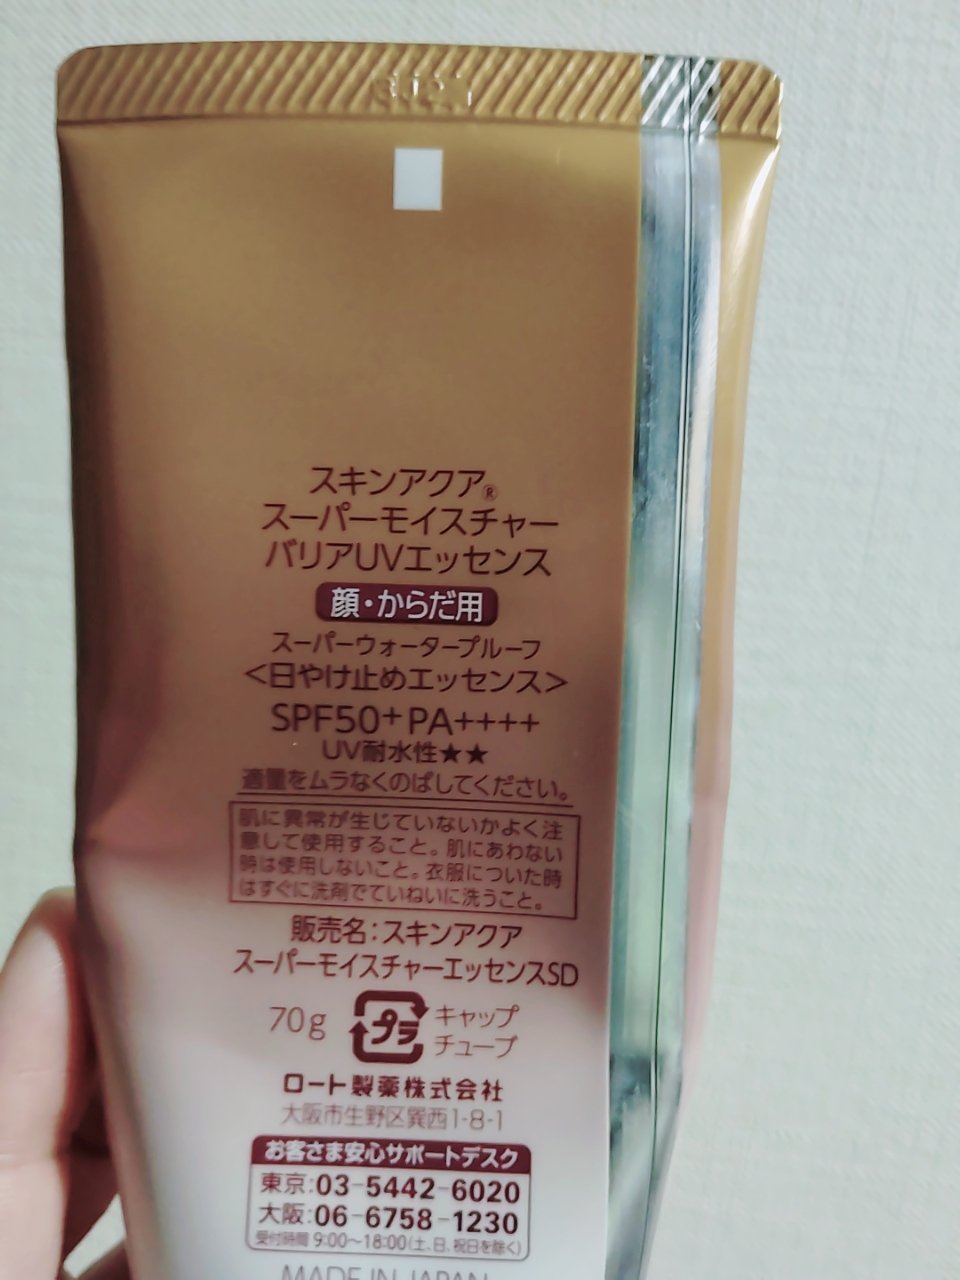 スキンアクア®
スーパーモイスチャー
バリアUVエッセンス
顔・からだ用
スーパーウォータープルーフ
<日やけ止めエッセンス>
SPF50+ PA++++
UV耐水性★★
適量をムラなくのばしてください。
肌に異常が生じていないかよく注
意して使用すること。肌にあわない
時は使用しないこと。衣服についた時
はすぐに洗剤でていねいに洗うこと。
販売名:スキンアクア
スーパーモイスチャーエッセンスSD
70g プラ キャップ
チューブ
ロート製薬株式会社
大阪市生野区巽西1-8-1
お客さま安心サポートデスク
東京:03-5442-6020
大阪:06-6758-1230
受付時間 9:00〜18:00(土、日、祝日を除く)
MADE IN JAPAN